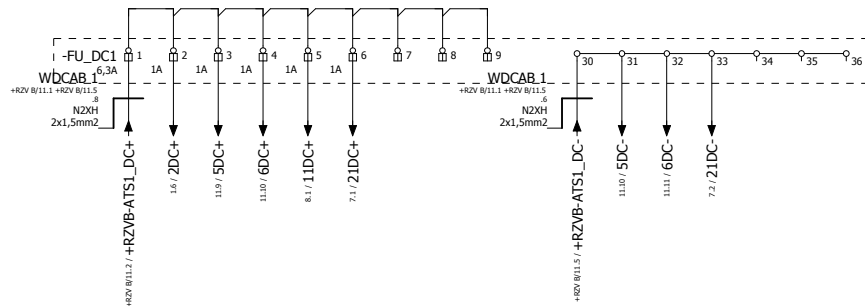 -FU_DC1
1 2 3 4 5 6 7 8 9
6,3A 1A 1A 1A 1A 1A
WDCAB 1
+RZV B/11.1 +RZV B/11.5
.8
N2XH
2x1,5mm2
+RZV B/11.2 / +RZVB-ATS1_DC+
1.6 / 2DC+
11.9 / 5DC+
11.10 / 6DC+
8.1 / 11DC+
7.1 / 21DC+
30 31 32 33 34 35 36
WDCAB 1
+RZV B/11.1 +RZV B/11.5
.6
N2XH
2x1,5mm2
+RZV B/11.5 / +RZVB-ATS1_DC-
11.10 / 5DC-
11.11 / 6DC-
7.2 / 21DC-